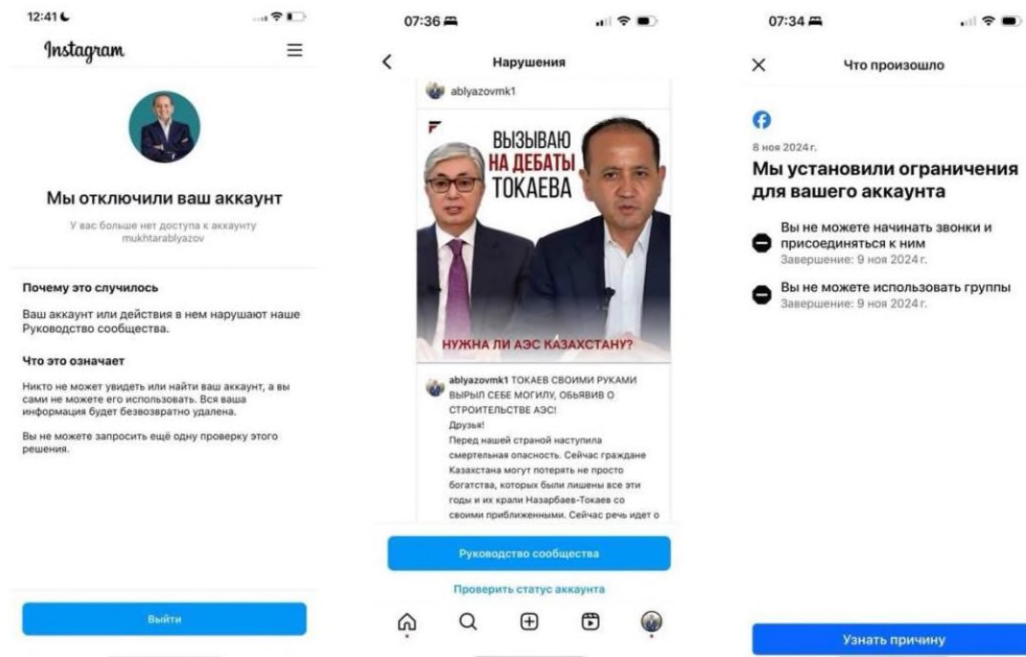 12:41
Instagram
Мы отключили ваш аккаунт
У вас больше нет доступа к аккаунту
mukhtarablyazov
Почему это случилось
Ваш аккаунт или действия в нем нарушают наше
Руководство сообщества.
Что это означает
Никто не может увидеть или найти ваш аккаунт, а вы
сами не можете его использовать. Вся ваша
информация будет безвозвратно удалена.
Вы не можете запросить ещё одну проверку этого
решения.
Выйти
07:36
Нарушения
ablyazovmk1
ВЫЗЫВАЮ
НА ДЕБАТЫ
ТОКАЕВА
НУЖНА ЛИ АЭС КАЗАХСТАНУ?
ablyazovmk1 ТОКАЕВ СВОИМИ РУКАМИ
ВЫРЫЛ СЕБЕ МОГИЛУ, ОБЬЯВИВ О
СТРОИТЕЛЬСТВЕ АЭС!
Друзья!
Перед нашей страной наступила
смертельная опасность. Сейчас граждане
Казахстана могут потерять не просто
богатства, которых были лишены все эти
годы и их крали Назарбаев-Токаев со
своими приближенными. Сейчас речь идет о
Руководство сообщества
Проверить статус аккаунта
07:34
Что произошло
8 ноя 2024 г.
Мы установили ограничения
для вашего аккаунта
Вы не можете начинать звонки и
присоединяться к ним
Завершение: 9 ноя 2024 г.
Вы не можете использовать группы
Завершение: 9 ноя 2024 г.
Узнать причину